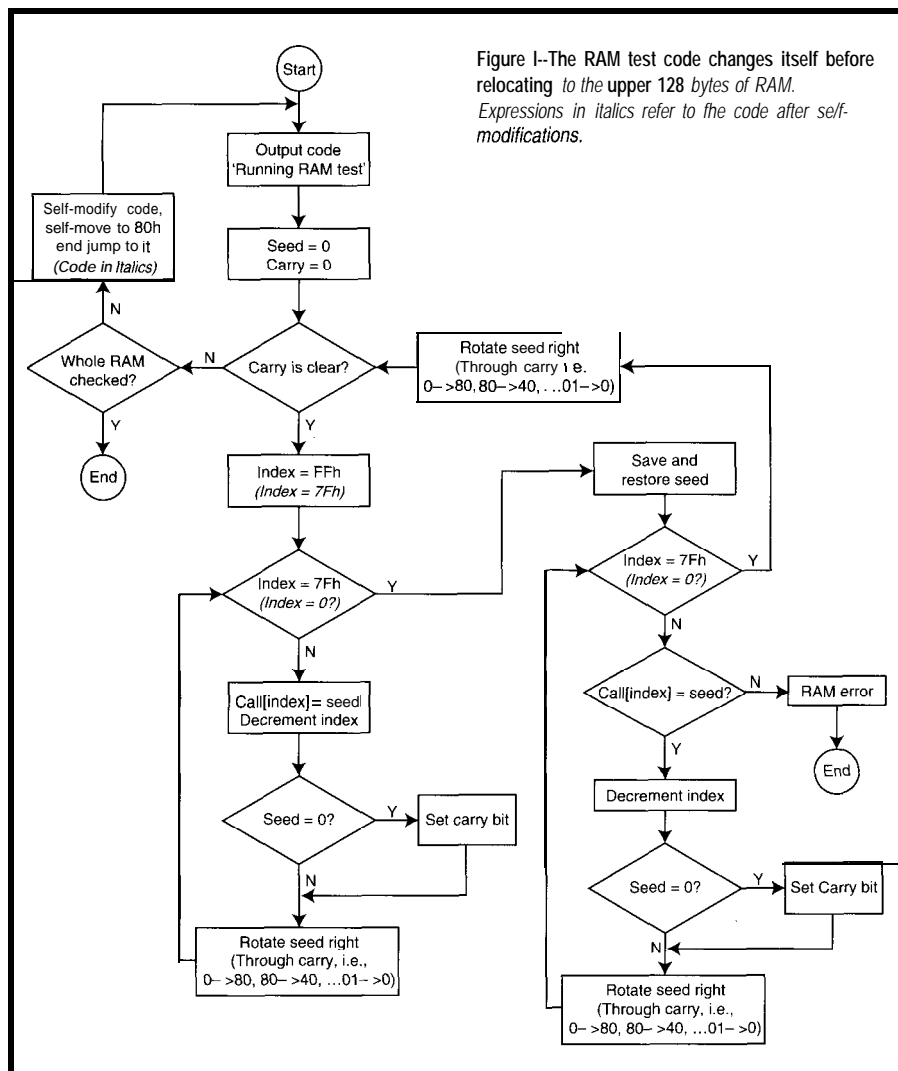 Figure I--The RAM test code changes itself before
relocating to the upper 128 bytes of RAM.
Expressions in italics refer to the code after se/f-
modifications.
Start
Output code
'Running RAM test'
Self-modify code,
self-move to 80h
end jump to it
(Code in Italics)
Seed = 0
Carry = 0
N
Whole RAM
checked?
N
Carry is clear?
Rotate seed right
(Through carry i e.
0– >80, 80– >40, ...01– >0)
Y
End
Y
Index = FFh
(Index = 7Fh)
Save and
restore seed
Index = 7Fh
(Index = 0?)
Y
Index = 7Fh
(Index = 0?)
Y
N
N
Call[index] = seed
Decrement index
Call[index] = seed?
N
RAM error
Y
End
Decrement index
Seed = 0?
Y
Set carry bit
N
Seed = 0?
Y
Set Carry bit
N
Rotate seed right
(Through carry, i.e.,
0– >80, 80– >40, ...01– >0)
Rotate seed right
(Through carry, i.e.,
0– >80, 80– >40, ...01– >0)